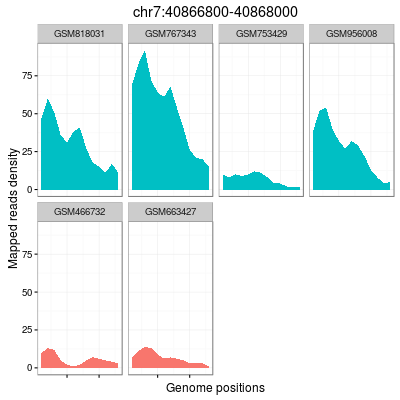 chr7:40866800-40868000
GSM818031 GSM767343 GSM753429 GSM956008
75
50
25
0
GSM466732 GSM663427
75
50
25
0
Mapped reads density
Genome positions